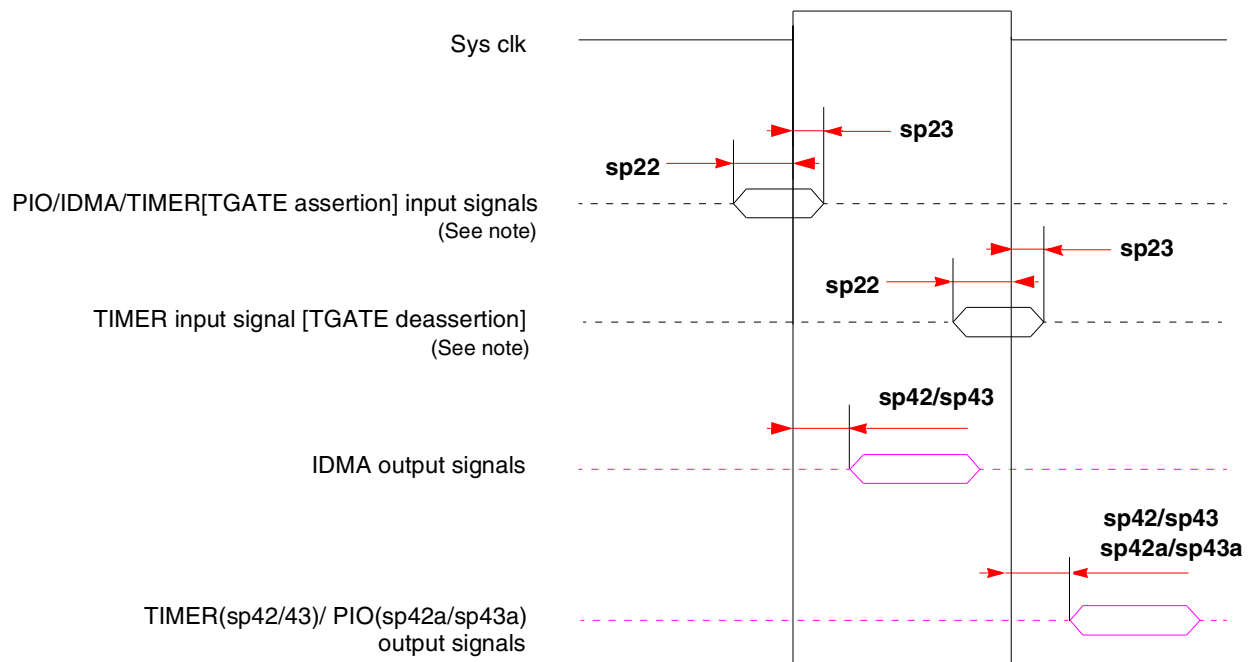 Sys clk
sp23
sp22
PIO/IDMA/TIMER[TGATE assertion] input signals
(See note)
sp23
sp22
TIMER input signal [TGATE deassertion]
(See note)
sp42/sp43
IDMA output signals
sp42/sp43
sp42a/sp43a
TIMER(sp42/43)/ PIO(sp42a/sp43a)
output signals